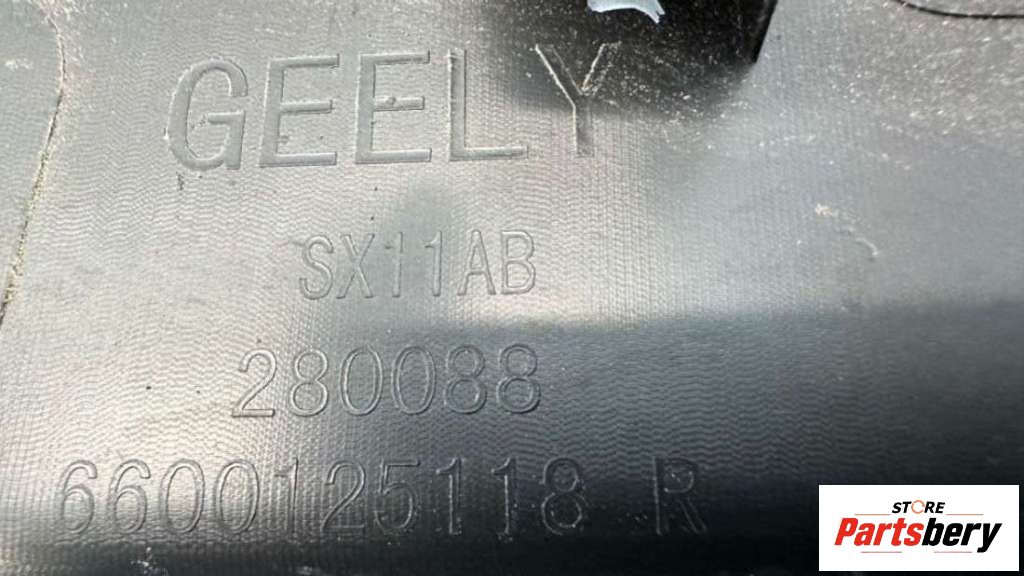 GEELY
SX11AB
280088
6600125118 R
STORE
Partsbery